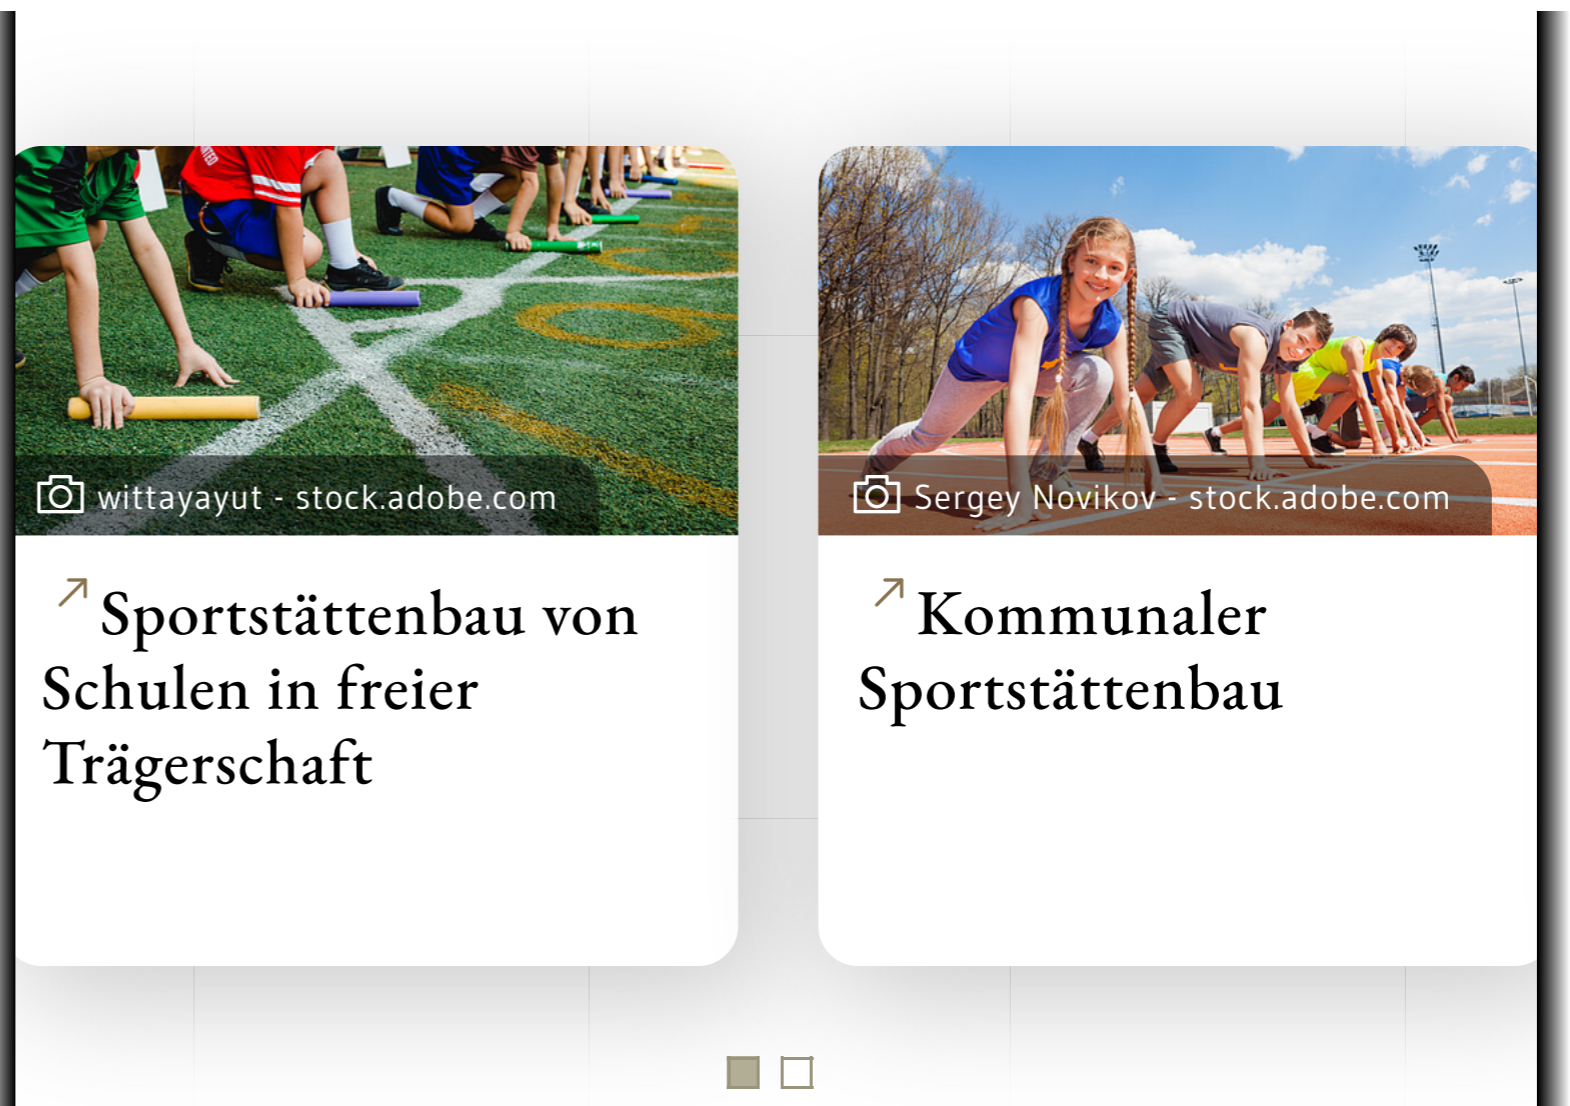 wittayayut - stock.adobe.com
Sportstättenbau von
Schulen in freier
Trägerschaft
Sergey Novikov - stock.adobe.com
Kommunaler
Sportstättenbau